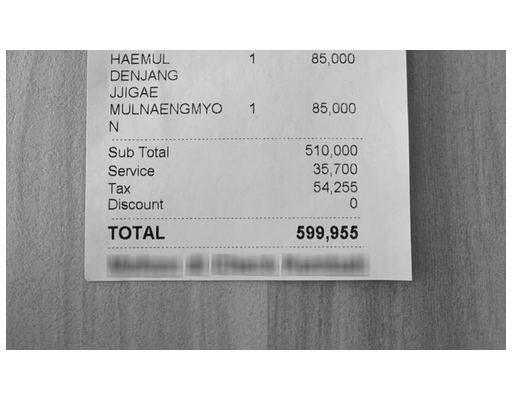 HAEMUL 1 85,000
DENJANG
JJIGAE
MULNAENGMYO 1 85,000
N
Sub Total 510,000
Service 35,700
Tax 54,255
Discount 0
TOTAL 599,955